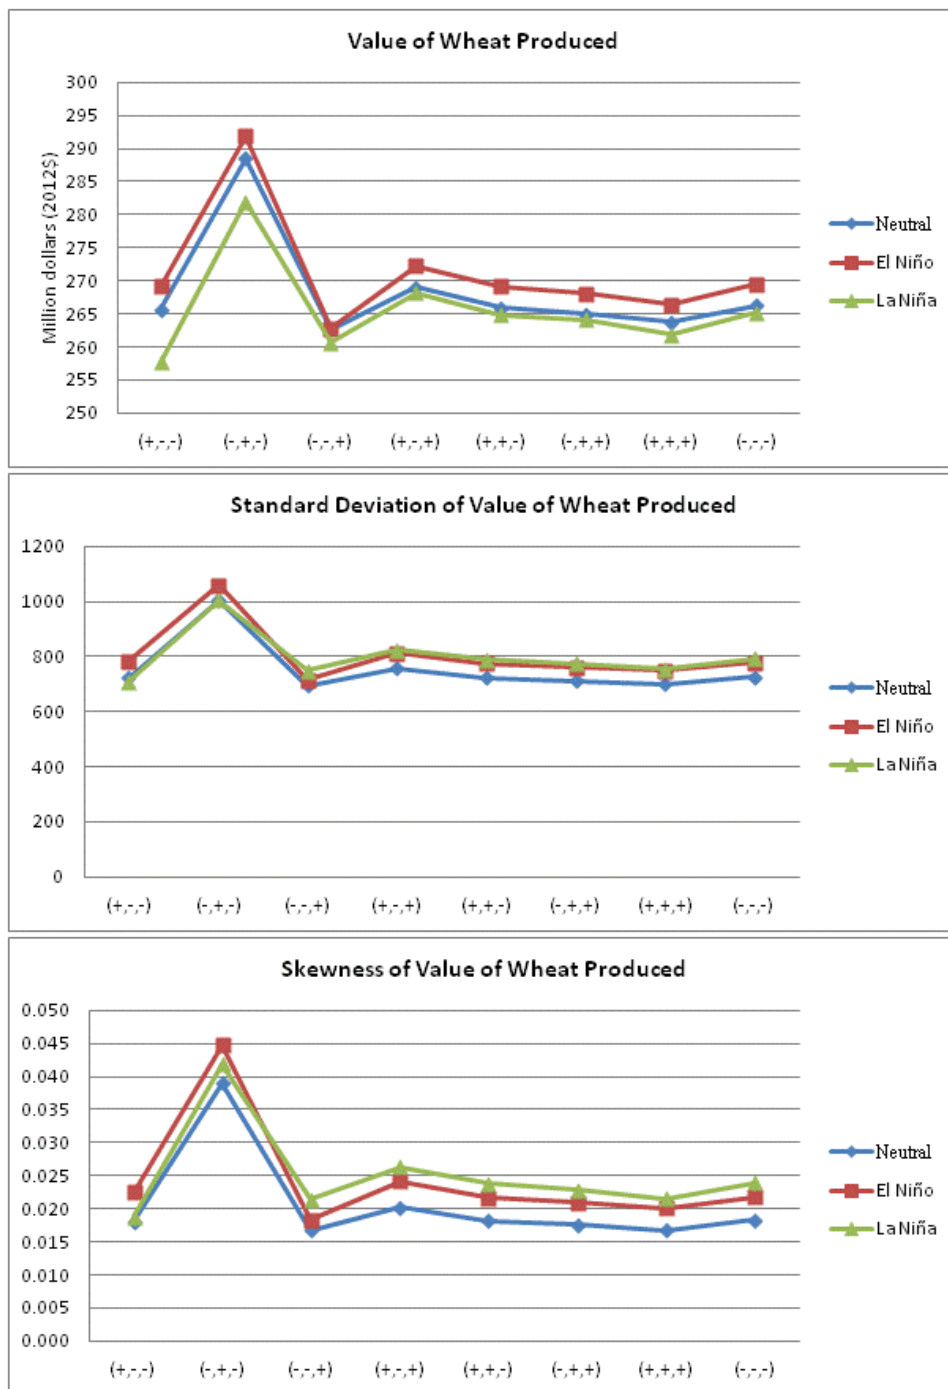 Value of Wheat Produced
Million dollars (2012$)
300
295
290
285
280
275
270
265
260
255
250
(+,-,-) (-,+,-) (-,-,+) (+,-,+) (+,+,-) (-,+,+) (+,+,+) (-,-,-)
Neutral
El Niño
La Niña
Standard Deviation of Value of Wheat Produced
1200
1000
800
600
400
200
0
(+,-,-) (-,+,-) (-,-,+) (+,-,+) (+,+,-) (-,+,+) (+,+,+) (-,-,-)
Neutral
El Niño
La Niña
Skewness of Value of Wheat Produced
0.050
0.045
0.040
0.035
0.030
0.025
0.020
0.015
0.010
0.005
0.000
(+,-,-) (-,+,-) (-,-,+) (+,-,+) (+,+,-) (-,+,+) (+,+,+) (-,-,-)
Neutral
El Niño
La Niña